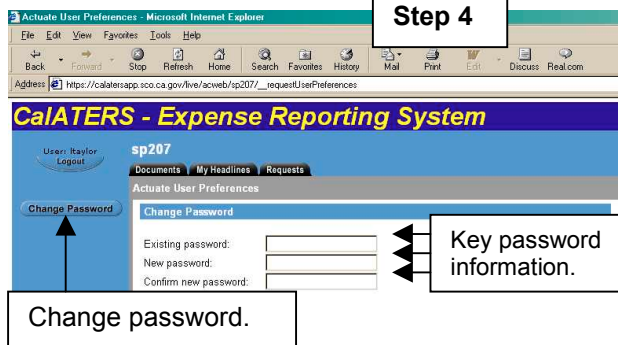 Actuate User Preferences - Microsoft Internet Explorer
Step 4
File Edit View Favorites Tools Help
Back Forward Stop Refresh Home Search Favorites History Mail Print Edit Discuss Real.com
Address https://calatersapp.sco.ca.gov/live/acweb/sp207/__requestUserPreferences
CalATERS - Expense Reporting System
User: ltaylor
Logout
sp207
Documents My Headlines Requests
Actuate User Preferences
Change Password
Change Password
Existing password:
New password:
Confirm new password:
Key password
information.
Change password.